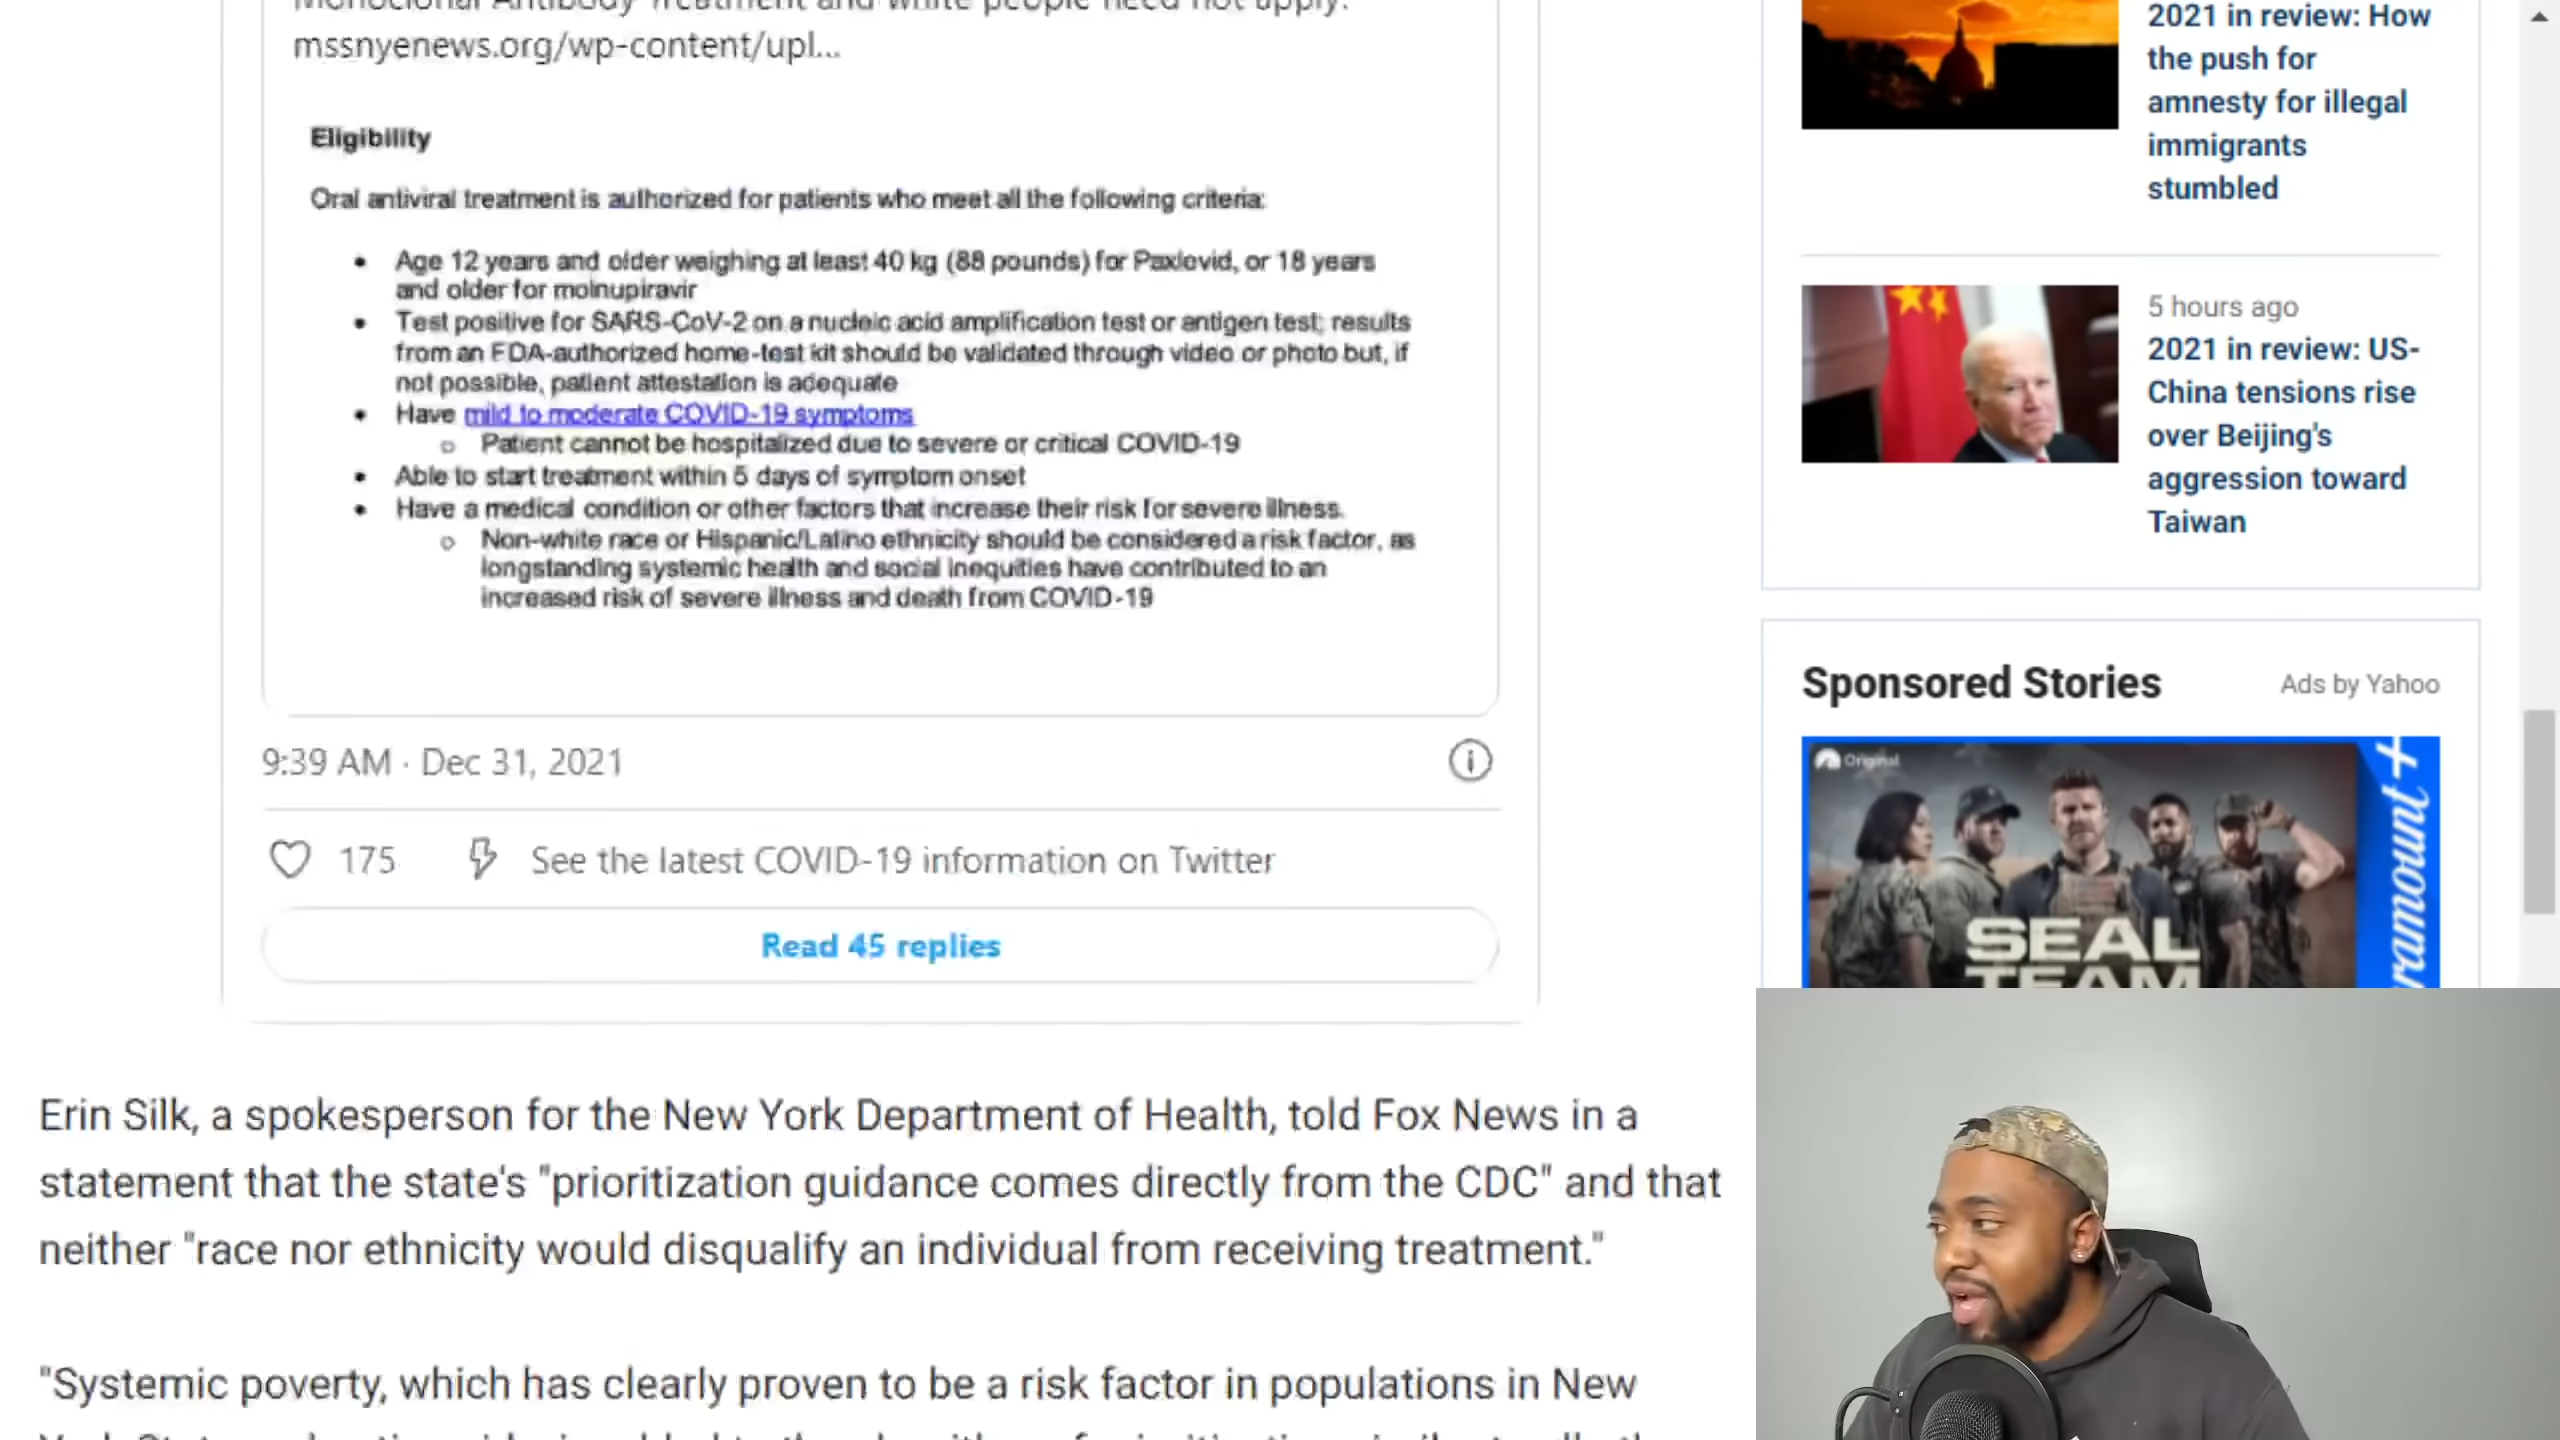 Monoclonal Antibody Treatment and white people need not apply.
mssnyenews.org/wp-content/upl...
Eligibility
Oral antiviral treatment is authorized for patients who meet all the following criteria:
• Age 12 years and older weighing at least 40 kg (88 pounds) for Paxlovid, or 18 years
and older for molnupiravir
• Test positive for SARS-CoV-2 on a nucleic acid amplification test or antigen test; results
from an FDA-authorized home-test kit should be validated through video or photo but, if
not possible, patient attestation is adequate
• Have mild to moderate COVID-19 symptoms
o Patient cannot be hospitalized due to severe or critical COVID-19
• Able to start treatment within 5 days of symptom onset
• Have a medical condition or other factors that increase their risk for severe illness.
o Non-white race or Hispanic/Latino ethnicity should be considered a risk factor, as
longstanding systemic health and social inequities have contributed to an
increased risk of severe illness and death from COVID-19
9:39 AM · Dec 31, 2021
175 See the latest COVID-19 information on Twitter
Read 45 replies
Erin Silk, a spokesperson for the New York Department of Health, told Fox News in a
statement that the state's "prioritization guidance comes directly from the CDC" and that
neither "race nor ethnicity would disqualify an individual from receiving treatment."
"Systemic poverty, which has clearly proven to be a risk factor in populations in New
2021 in review: How
the push for
amnesty for illegal
immigrants
stumbled
5 hours ago
2021 in review: US-
China tensions rise
over Beijing's
aggression toward
Taiwan
Sponsored Stories
Ads by Yahoo
Original
SEAL
TEAM
ramount+